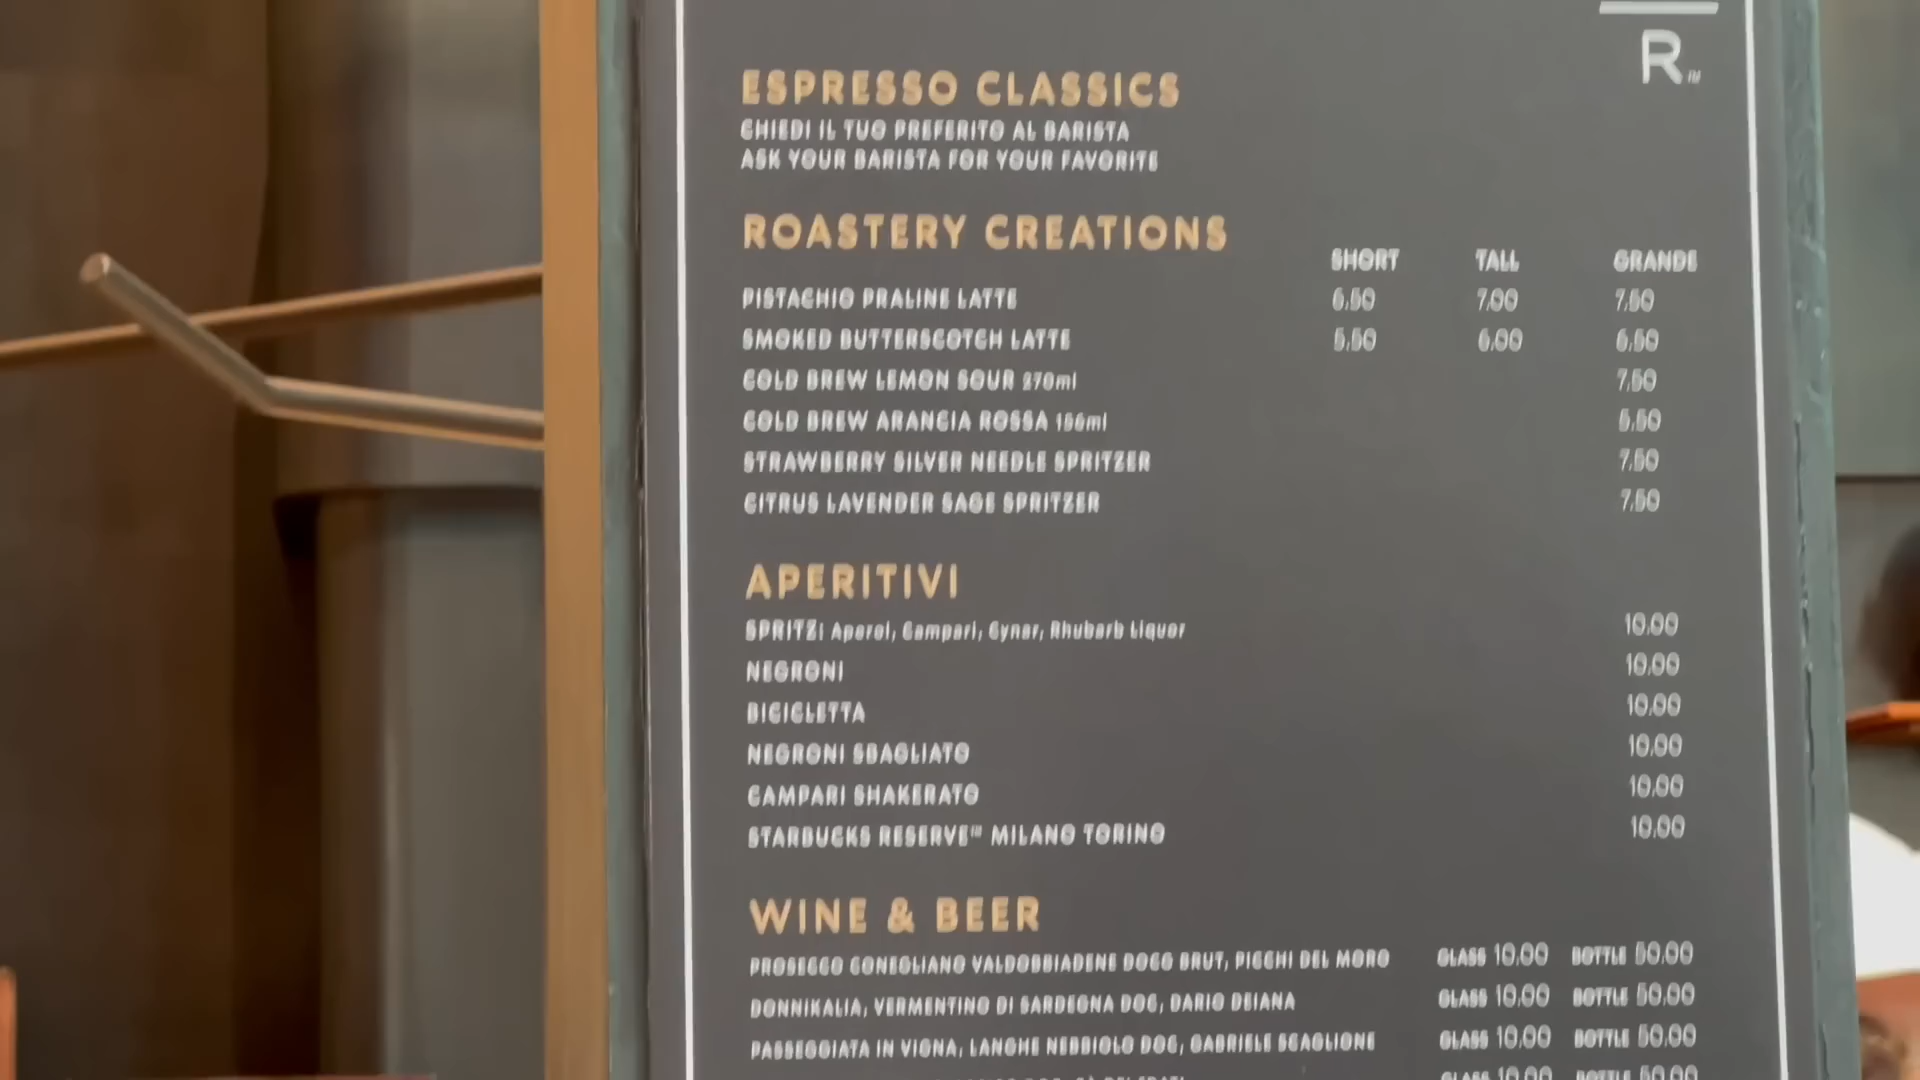 R™
ESPRESSO CLASSICS
CHIEDI IL TUO PREFERITO AL BARISTA
ASK YOUR BARISTA FOR YOUR FAVORITE
ROASTERY CREATIONS
SHORT TALL GRANDE
PISTACHIO PRALINE LATTE 6.50 7.00 7.50
SMOKED BUTTERSCOTCH LATTE 5.50 6.00 6.50
COLD BREW LEMON SOUR 270ml 7.50
COLD BREW ARANCIA ROSSA
STRAWBERRY SILVER NEEDLE SPRITZER 7.50
CITRUS LAVENDER SAGE SPRITZER 7.50
APERITIVI
SPRITZ: Aperol, Campari, Cynar, Rhubarb Liquor 10.00
NEGRONI 10.00
BICICLETTA 10.00
NEGRONI SBAGLIATO 10.00
CAMPARI SHAKERATO 10.00
STARBUCKS RESERVE™ MILANO TORINO 10.00
WINE & BEER
PROSECCO CONEGLIANO VALDOBBIADENE DOCG BRUT, PICCHI DEL MORO GLASS 10.00 BOTTLE 50.00
DONNIKALIA, VERMENTINO DI SARDEGNA DOC, DARIO DEIANA GLASS 10.00 BOTTLE 50.00
PASSEGGIATA IN VIGNA, LANGHE NEBBIOLO DOC, GABRIELE SCAGLIONE GLASS 10.00 BOTTLE 50.00
GLASS 10.00 BOTTLE 50.00